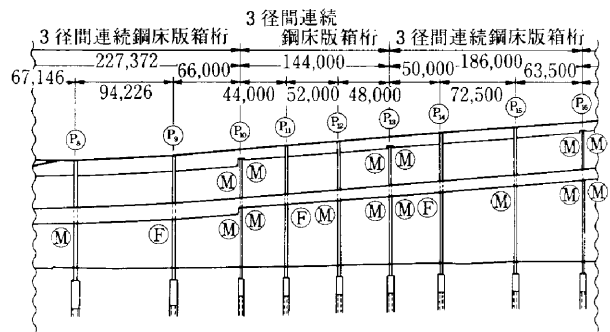 3径間連続
3径間連続鋼床版箱桁 鋼床版箱桁 3径間連続鋼床版箱桁
227,372 144,000 186,000
67,146 66,000 50,000 63,500
94,226 44,000 52,000 48,000 72,500
P8 P9 P10 P11 P12 P13 P14 P15 P16
M M M M M M
M F M M F M M M F M M M